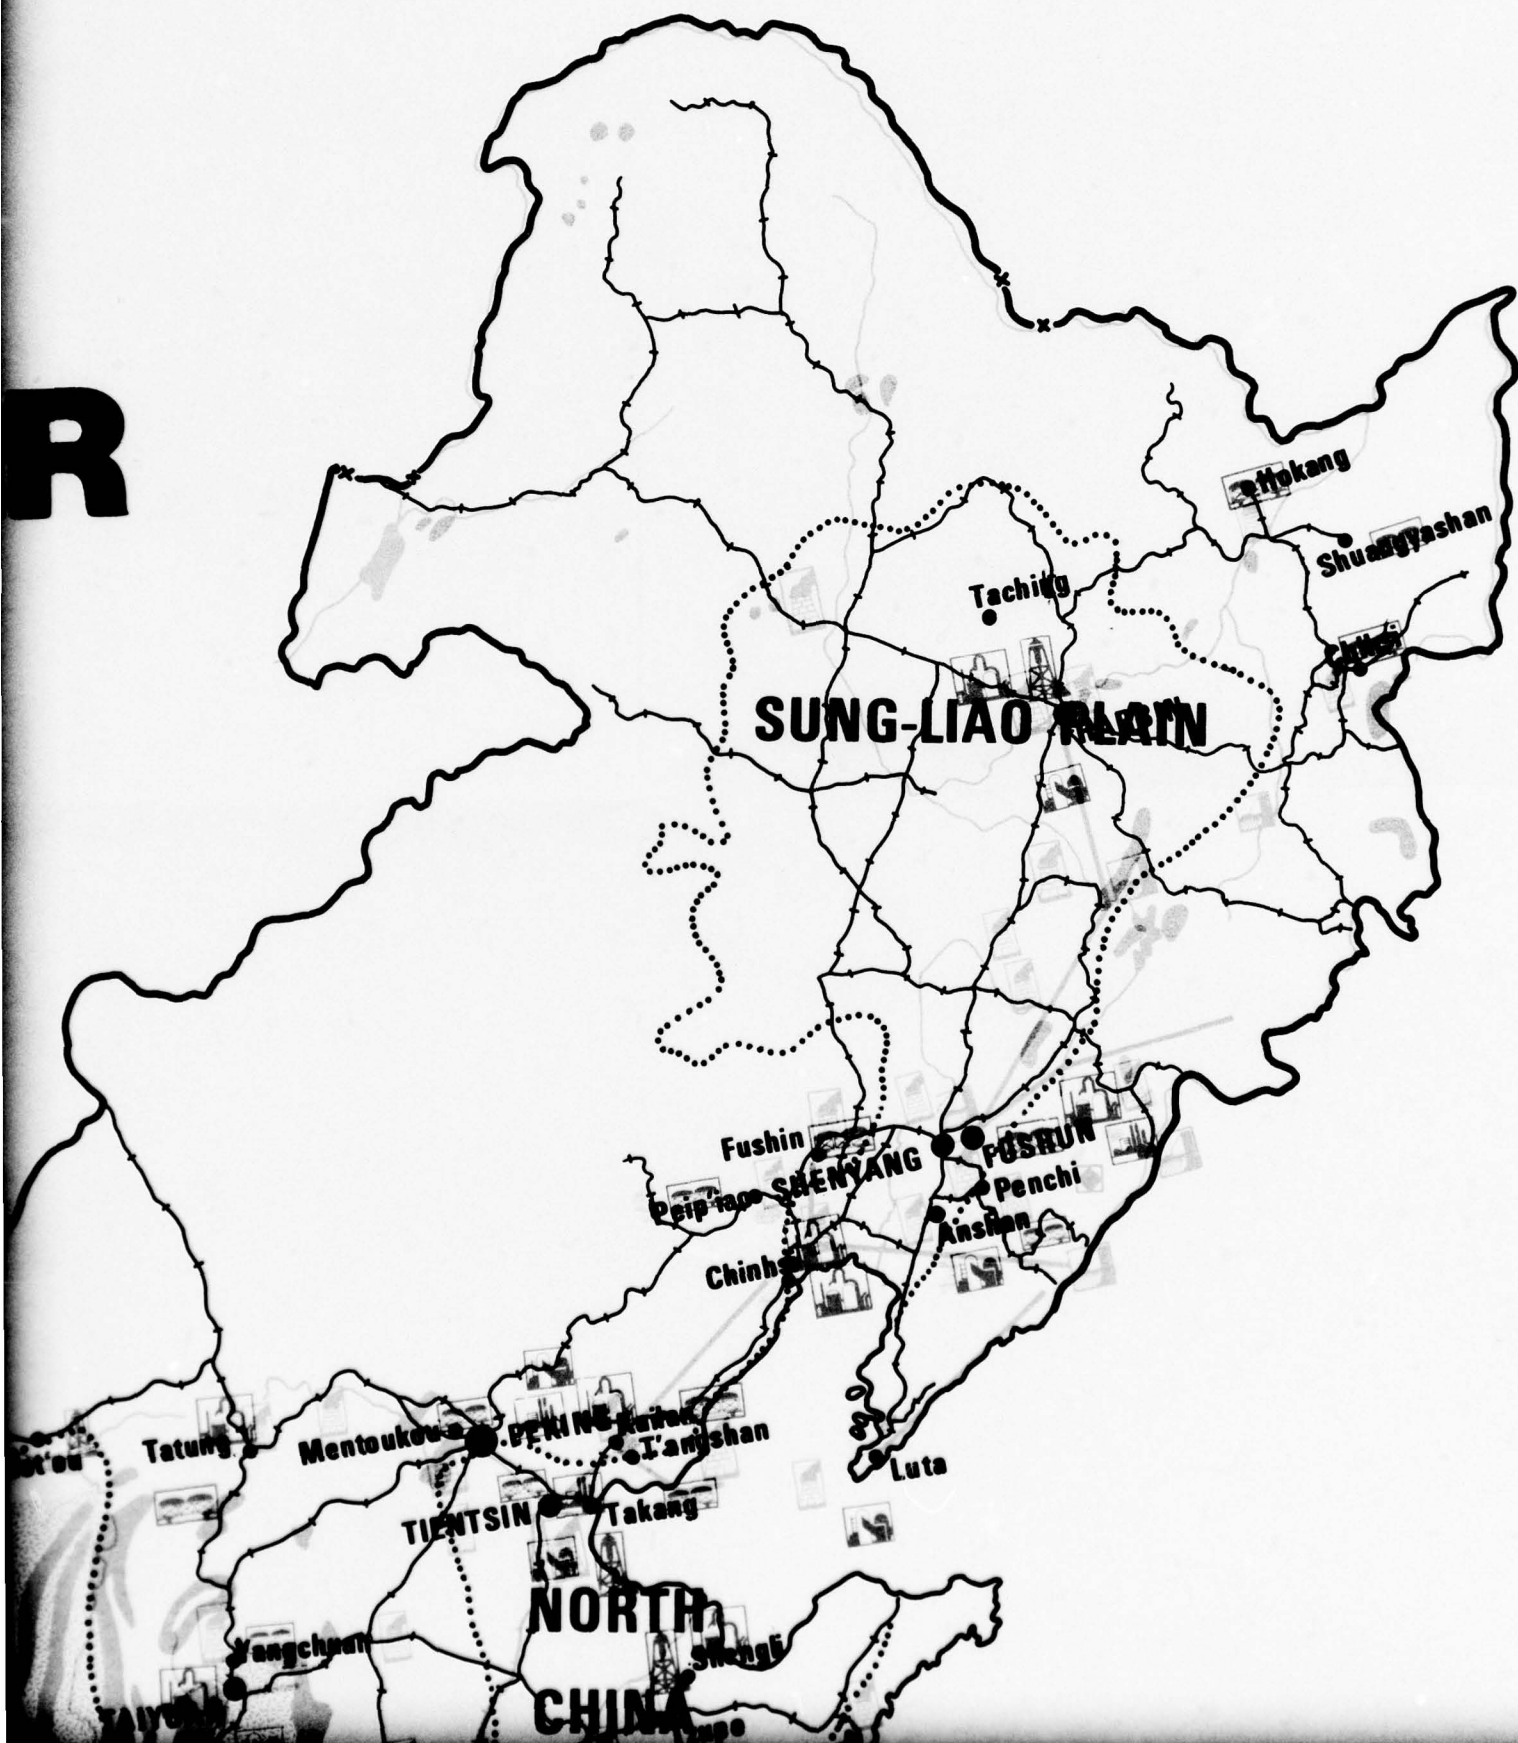 R
Hokang
Shuangyashan
Taching
SUNG-LIAO PLAIN
Fushin
SHENYANG
FUSHUN
Penchi
Anshan
Luta
Tatung
Mentoukou
PEKING
T'angshan
TIENTSIN
Takang
NORTH
Yangchuan
Shengli
CHINA